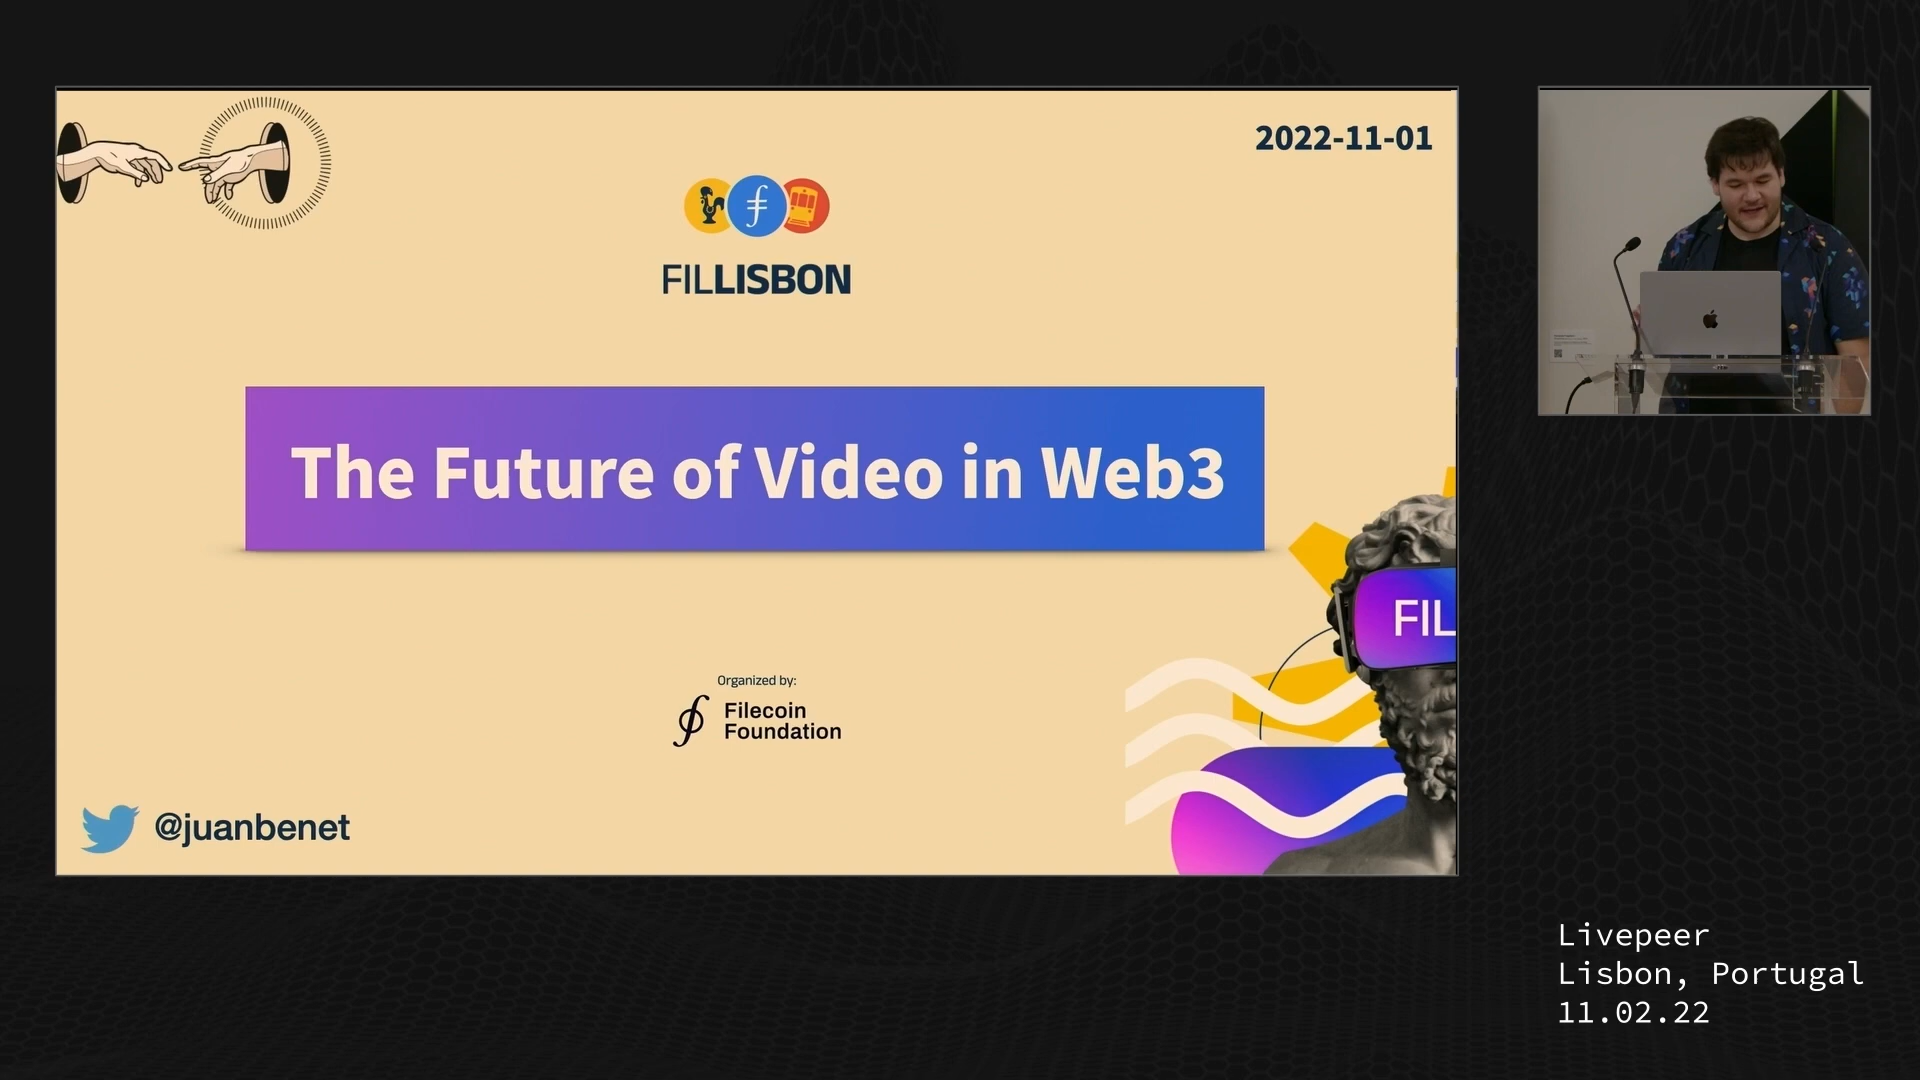 2022-11-01
FILLISBON
The Future of Video in Web3
FIL
Organized by:
Filecoin
Foundation
@juanbenet
Livepeer
Lisbon, Portugal
11.02.22